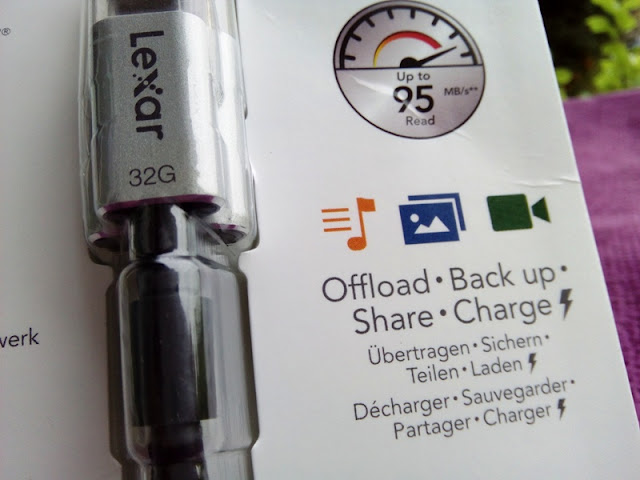 ®
Lexar
32G
werk
Up to
95 MB/s**
Read
Offload • Back up •
Share • Charge
Übertragen • Sichern •
Teilen • Laden
Décharger • Sauvegarder •
Partager • Charger